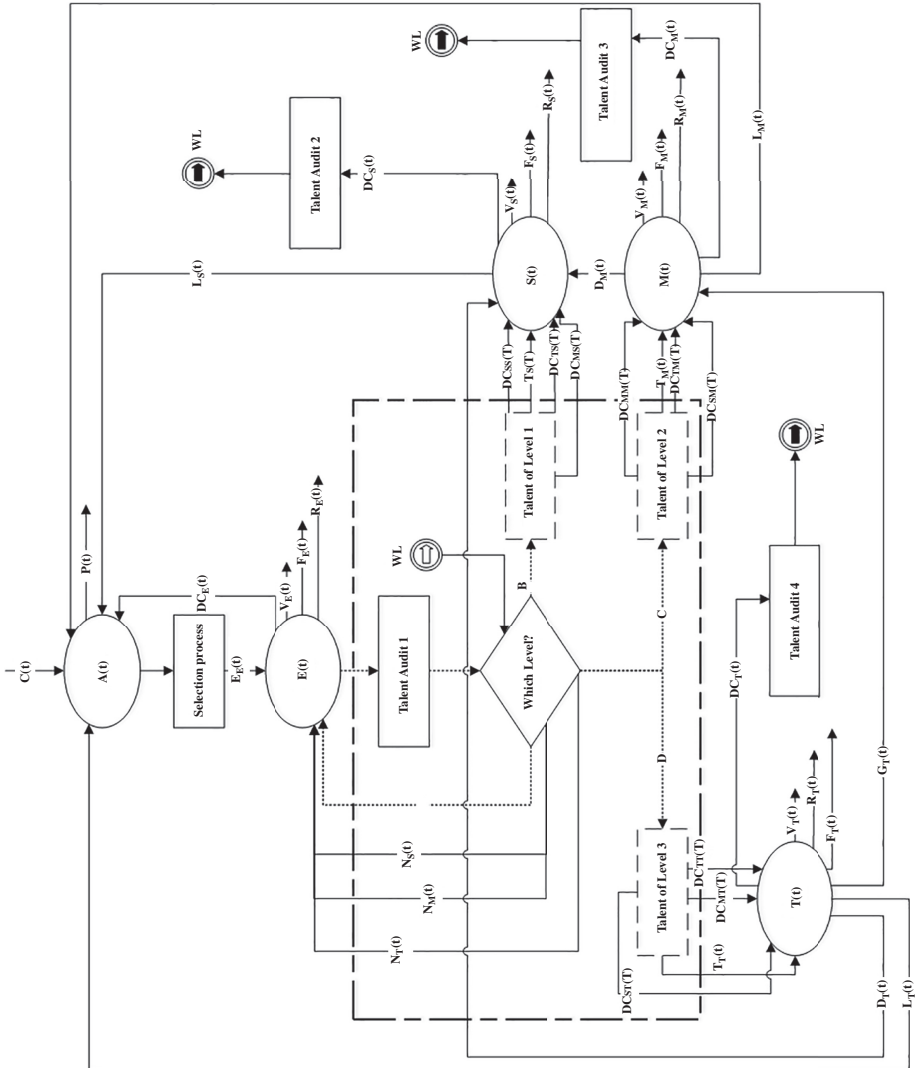 C(t)
A(t)
P(t)
Selection process
E_E(t)
DC_E(t)
E(t)
V_E(t)
F_E(t)
R_E(t)
Talent Audit 1
Which Level?
WL
B
C
D
N_S(t)
N_M(t)
N_T(t)
Talent of Level 1
DC_SS(T)
T_S(T)
DC_TS(T)
DC_MS(T)
S(t)
V_S(t)
F_S(t)
R_S(t)
L_S(t)
DC_S(t)
Talent Audit 2
WL
Talent of Level 2
DC_MM(T)
T_M(t)
DC_TM(T)
DC_SM(T)
M(t)
D_M(t)
V_M(t)
F_M(t)
R_M(t)
DC_M(t)
L_M(t)
Talent Audit 3
WL
Talent of Level 3
DC_TT(T)
DC_MT(T)
T_T(t)
DC_ST(T)
T(t)
V_T(t)
R_T(t)
F_T(t)
DC_T(t)
Talent Audit 4
WL
G_T(t)
D_T(t)
L_T(t)